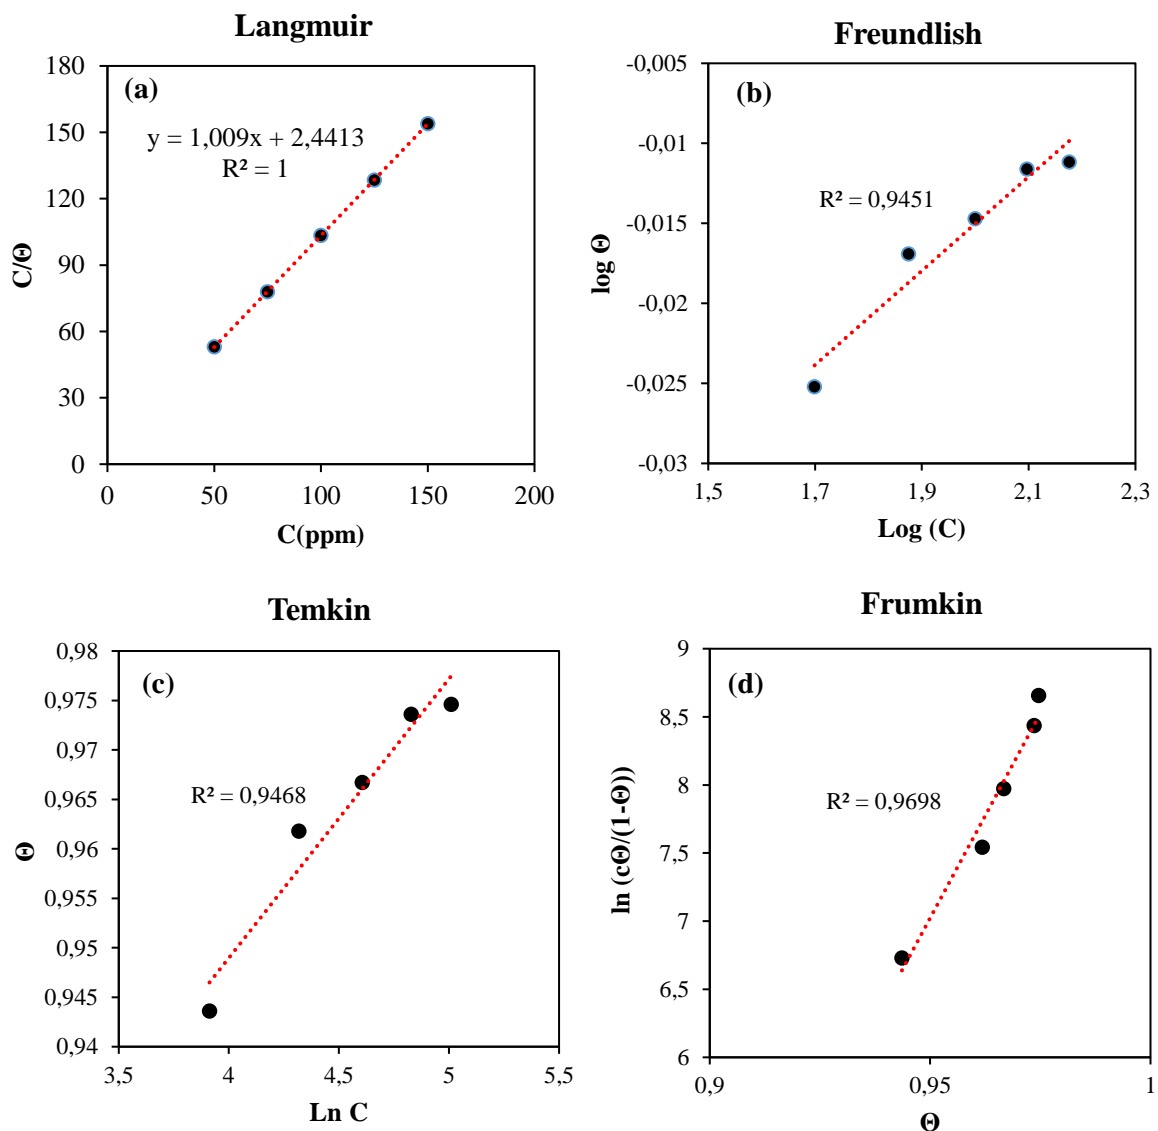 Langmuir
(a)
y = 1,009x + 2,4413
R² = 1
180
150
120
90
60
30
0
C/Θ
0 50 100 150 200
C(ppm)
Freundlish
(b)
R² = 0,9451
-0,005
-0,01
-0,015
-0,02
-0,025
-0,03
log Θ
1,5 1,7 1,9 2,1 2,3
Log (C)
Temkin
(c)
R² = 0,9468
0,98
0,975
0,97
0,965
0,96
0,955
0,95
0,945
0,94
Θ
3,5 4 4,5 5 5,5
Ln C
Frumkin
(d)
R² = 0,9698
9
8,5
8
7,5
7
6,5
6
ln (cΘ/(1-Θ))
0,9 0,95 1
Θ